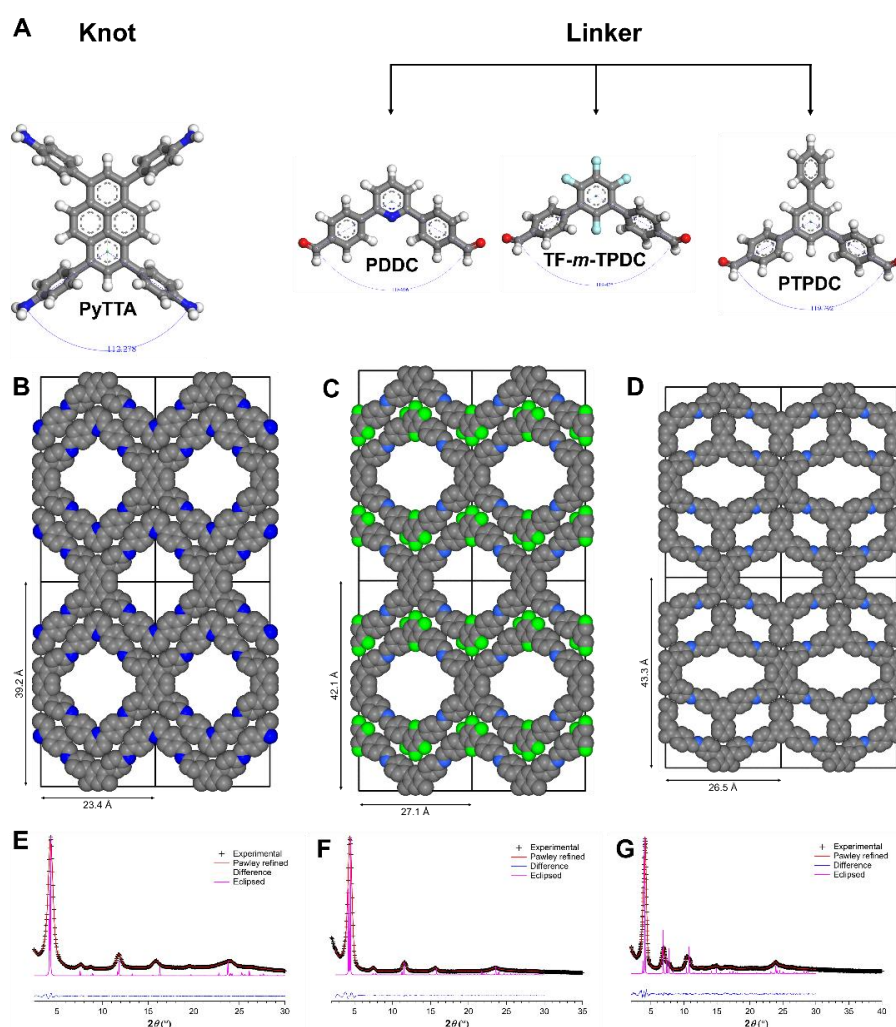 A
Knot
Linker
PyTTA
112.278
PDDC
TF-m-TPDC
PTPDC
119.792
B
C
D
39.2 Å
23.4 Å
42.1 Å
27.1 Å
43.3 Å
26.5 Å
E
Experimental
Pawley refined
Difference
Eclipsed
5
10
15
20
25
30
2θ(°)
F
Experimental
Pawley refined
Difference
Eclipsed
5
10
15
20
25
30
35
2θ(°)
G
Experimental
Pawley refined
Difference
Eclipsed
5
10
15
20
25
30
35
40
2θ(°)